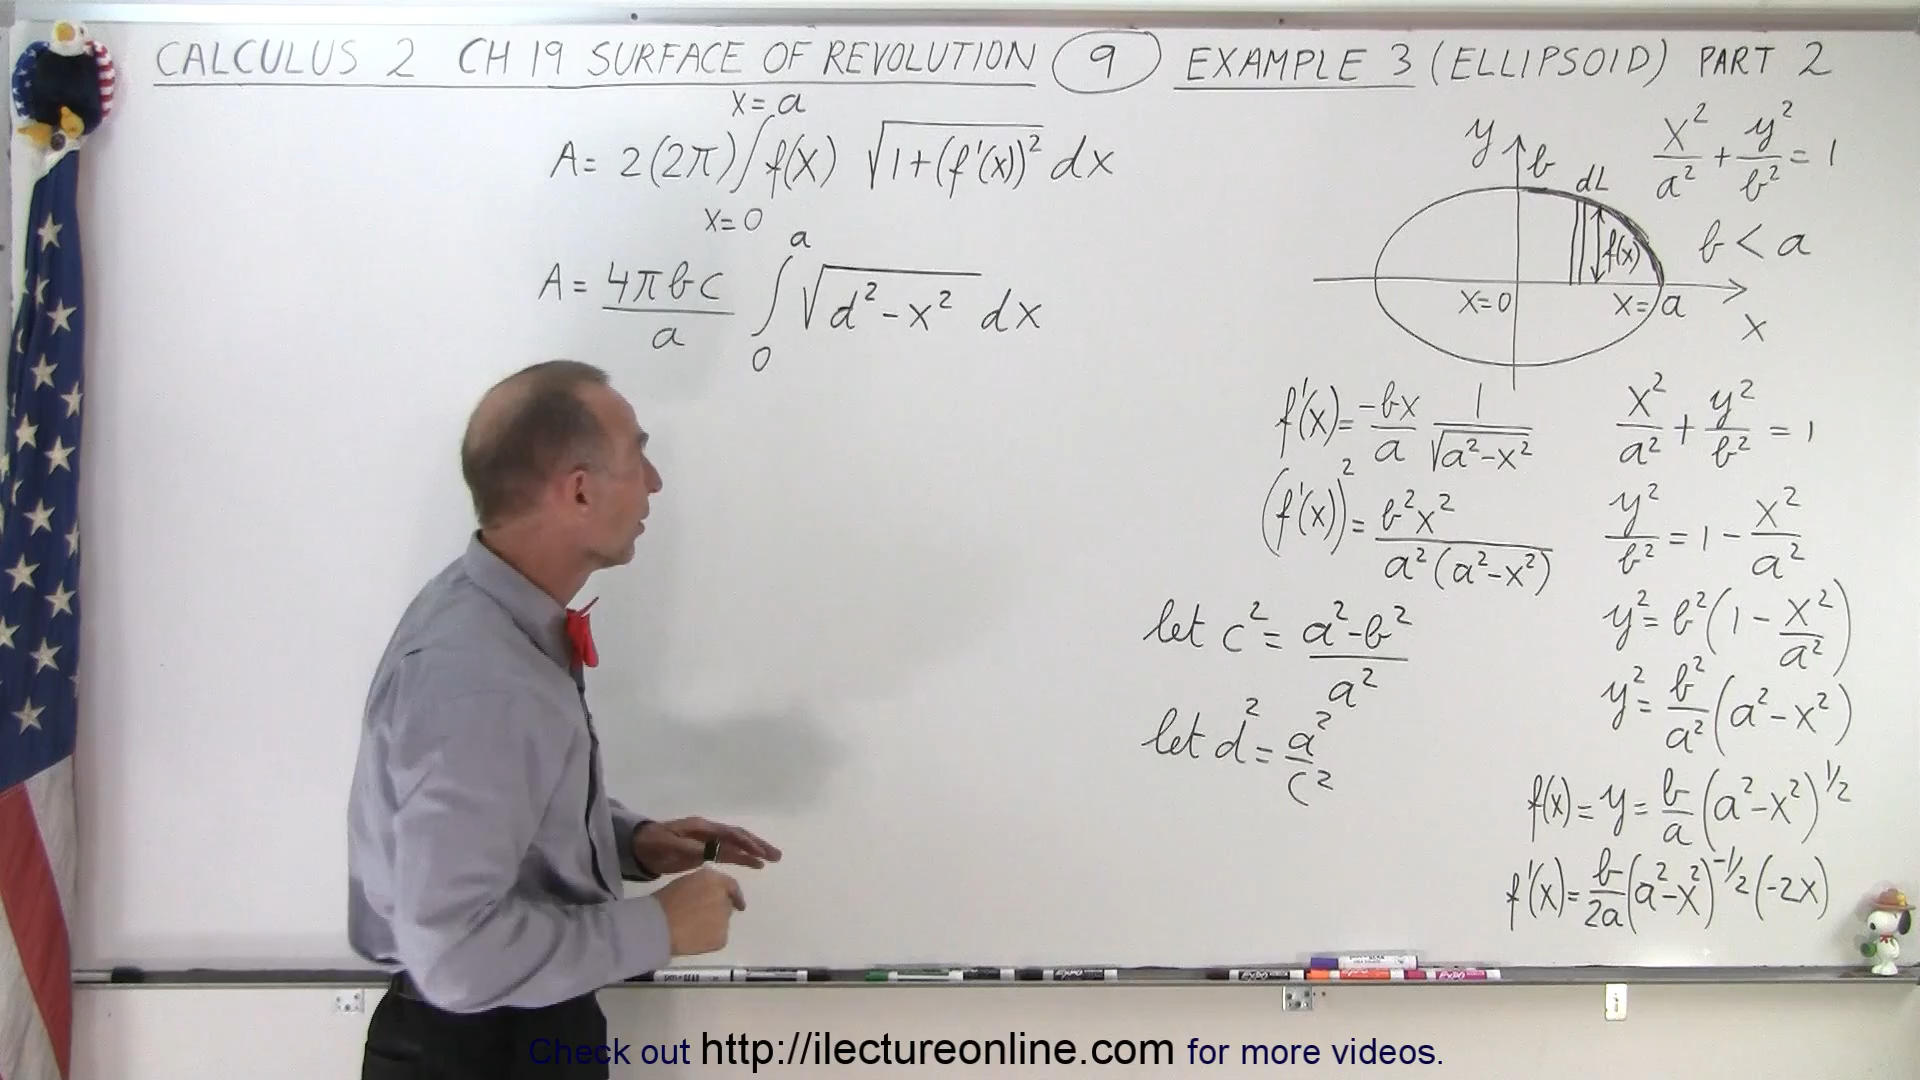 CALCULUS 2 CH 19 SURFACE OF REVOLUTION 9 EXAMPLE 3 (ELLIPSOID) PART 2
x = a
A = 2(2π) ∫ f(x) √(1+(f'(x))²) dx
x = 0
a
A = 4πbc/a ∫ √(d² - x²) dx
0
y
b
dL
f(x)
x=0
x=a
x
x²/a² + y²/b² = 1
b < a
f'(x) = -bx/a 1/√(a²-x²)
(f'(x))² = b²x²/a²(a²-x²)
let c² = a²-b²/a²
let d² = a²/c²
x²/a² + y²/b² = 1
y²/b² = 1 - x²/a²
y² = b²(1 - x²/a²)
y² = b²/a² (a² - x²)
f(x) = y = b/a (a²-x²)^1/2
f'(x) = b/2a (a²-x²)^-1/2 (-2x)
EXPO
EXPO
EXPO
Check out http://ilectureonline.com for more videos.